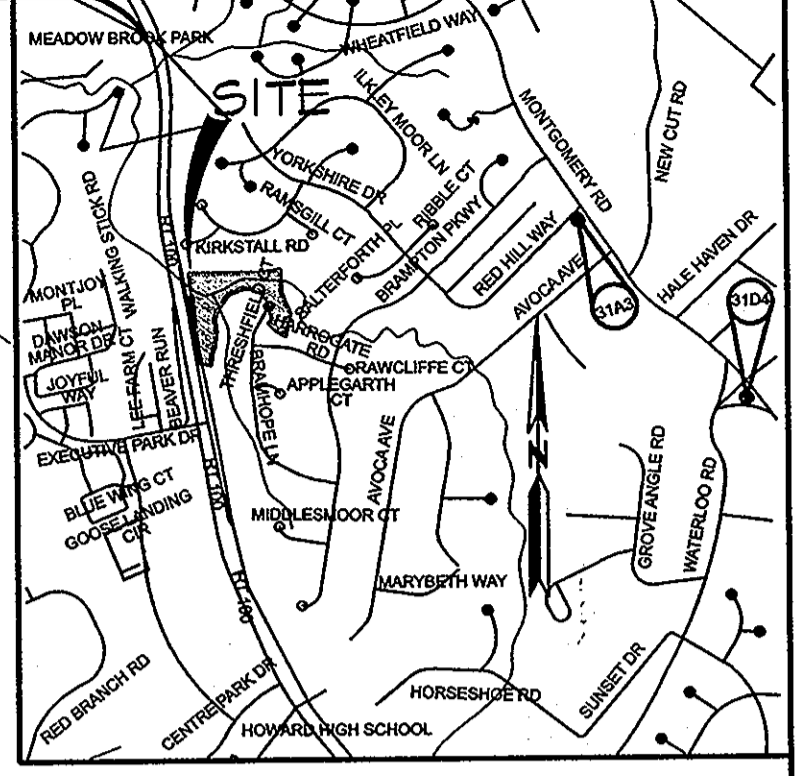 MEADOW BROOK PARK
WHEATFIELD WAY
SITE
ILKLEY MOOR LN
MONTGOMERY RD
NEW CUT RD
YORKSHIRE DR
RAMSGILL CT
RIBBLE CT
WALKING STICK RD
RT 100
KIRKSTALL RD
SALTERFORTH PL
BRAMPTON PKWY
RED HILL WAY
AVOCA AVE
HALE HAVEN DR
31A3
31D4
MONTJOY
PL
DAWSON
MANOR DR
JOYFUL
WAY
LEE FARM CT
BEAVER RUN
THRESHFIELD CT
HARROGATE
RD
RAWCLIFFE CT
APPLEGARTH
CT
BRAMHOPE LN
AVOCA AVE
N
EXECUTIVE PARK DR
RT 100
BLUE WING CT
GOOSE LANDING
CIR
MIDDLESMOOR CT
GROVE ANGLE RD
WATERLOO RD
RT 100
MARYBETH WAY
RED BRANCH RD
CENTRE PARK DR
HORSESHOE RD
SUNSET DR
HOWARD HIGH SCHOOL